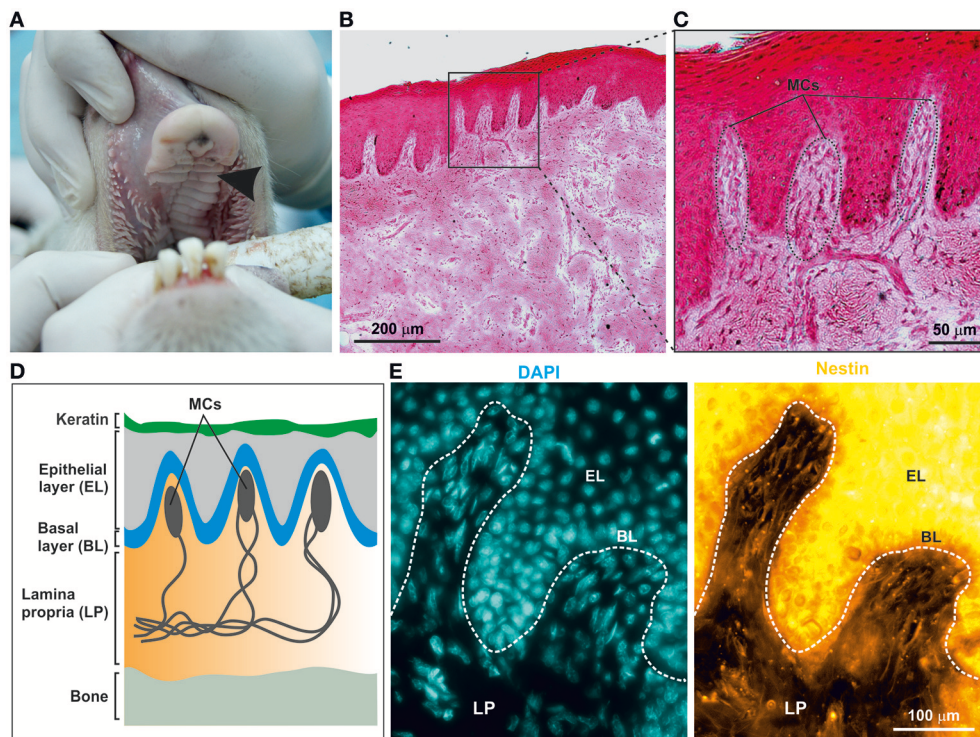 A
B
C
MCs
200 μm
50 μm
D
MCs
Keratin
Epithelial
layer (EL)
Basal
layer (BL)
Lamina
propria (LP)
Bone
E
DAPI
Nestin
EL
BL
LP
EL
BL
LP
100 μm